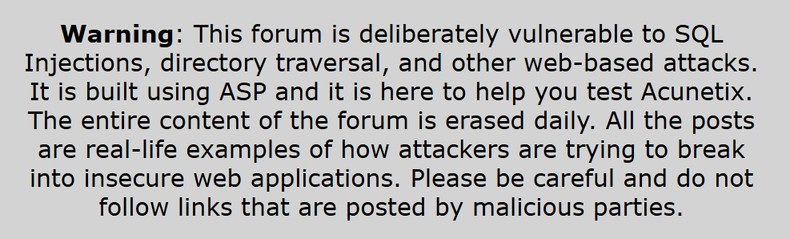 Warning: This forum is deliberately vulnerable to SQL
Injections, directory traversal, and other web-based attacks.
It is built using ASP and it is here to help you test Acunetix.
The entire content of the forum is erased daily. All the posts
are real-life examples of how attackers are trying to break
into insecure web applications. Please be careful and do not
follow links that are posted by malicious parties.